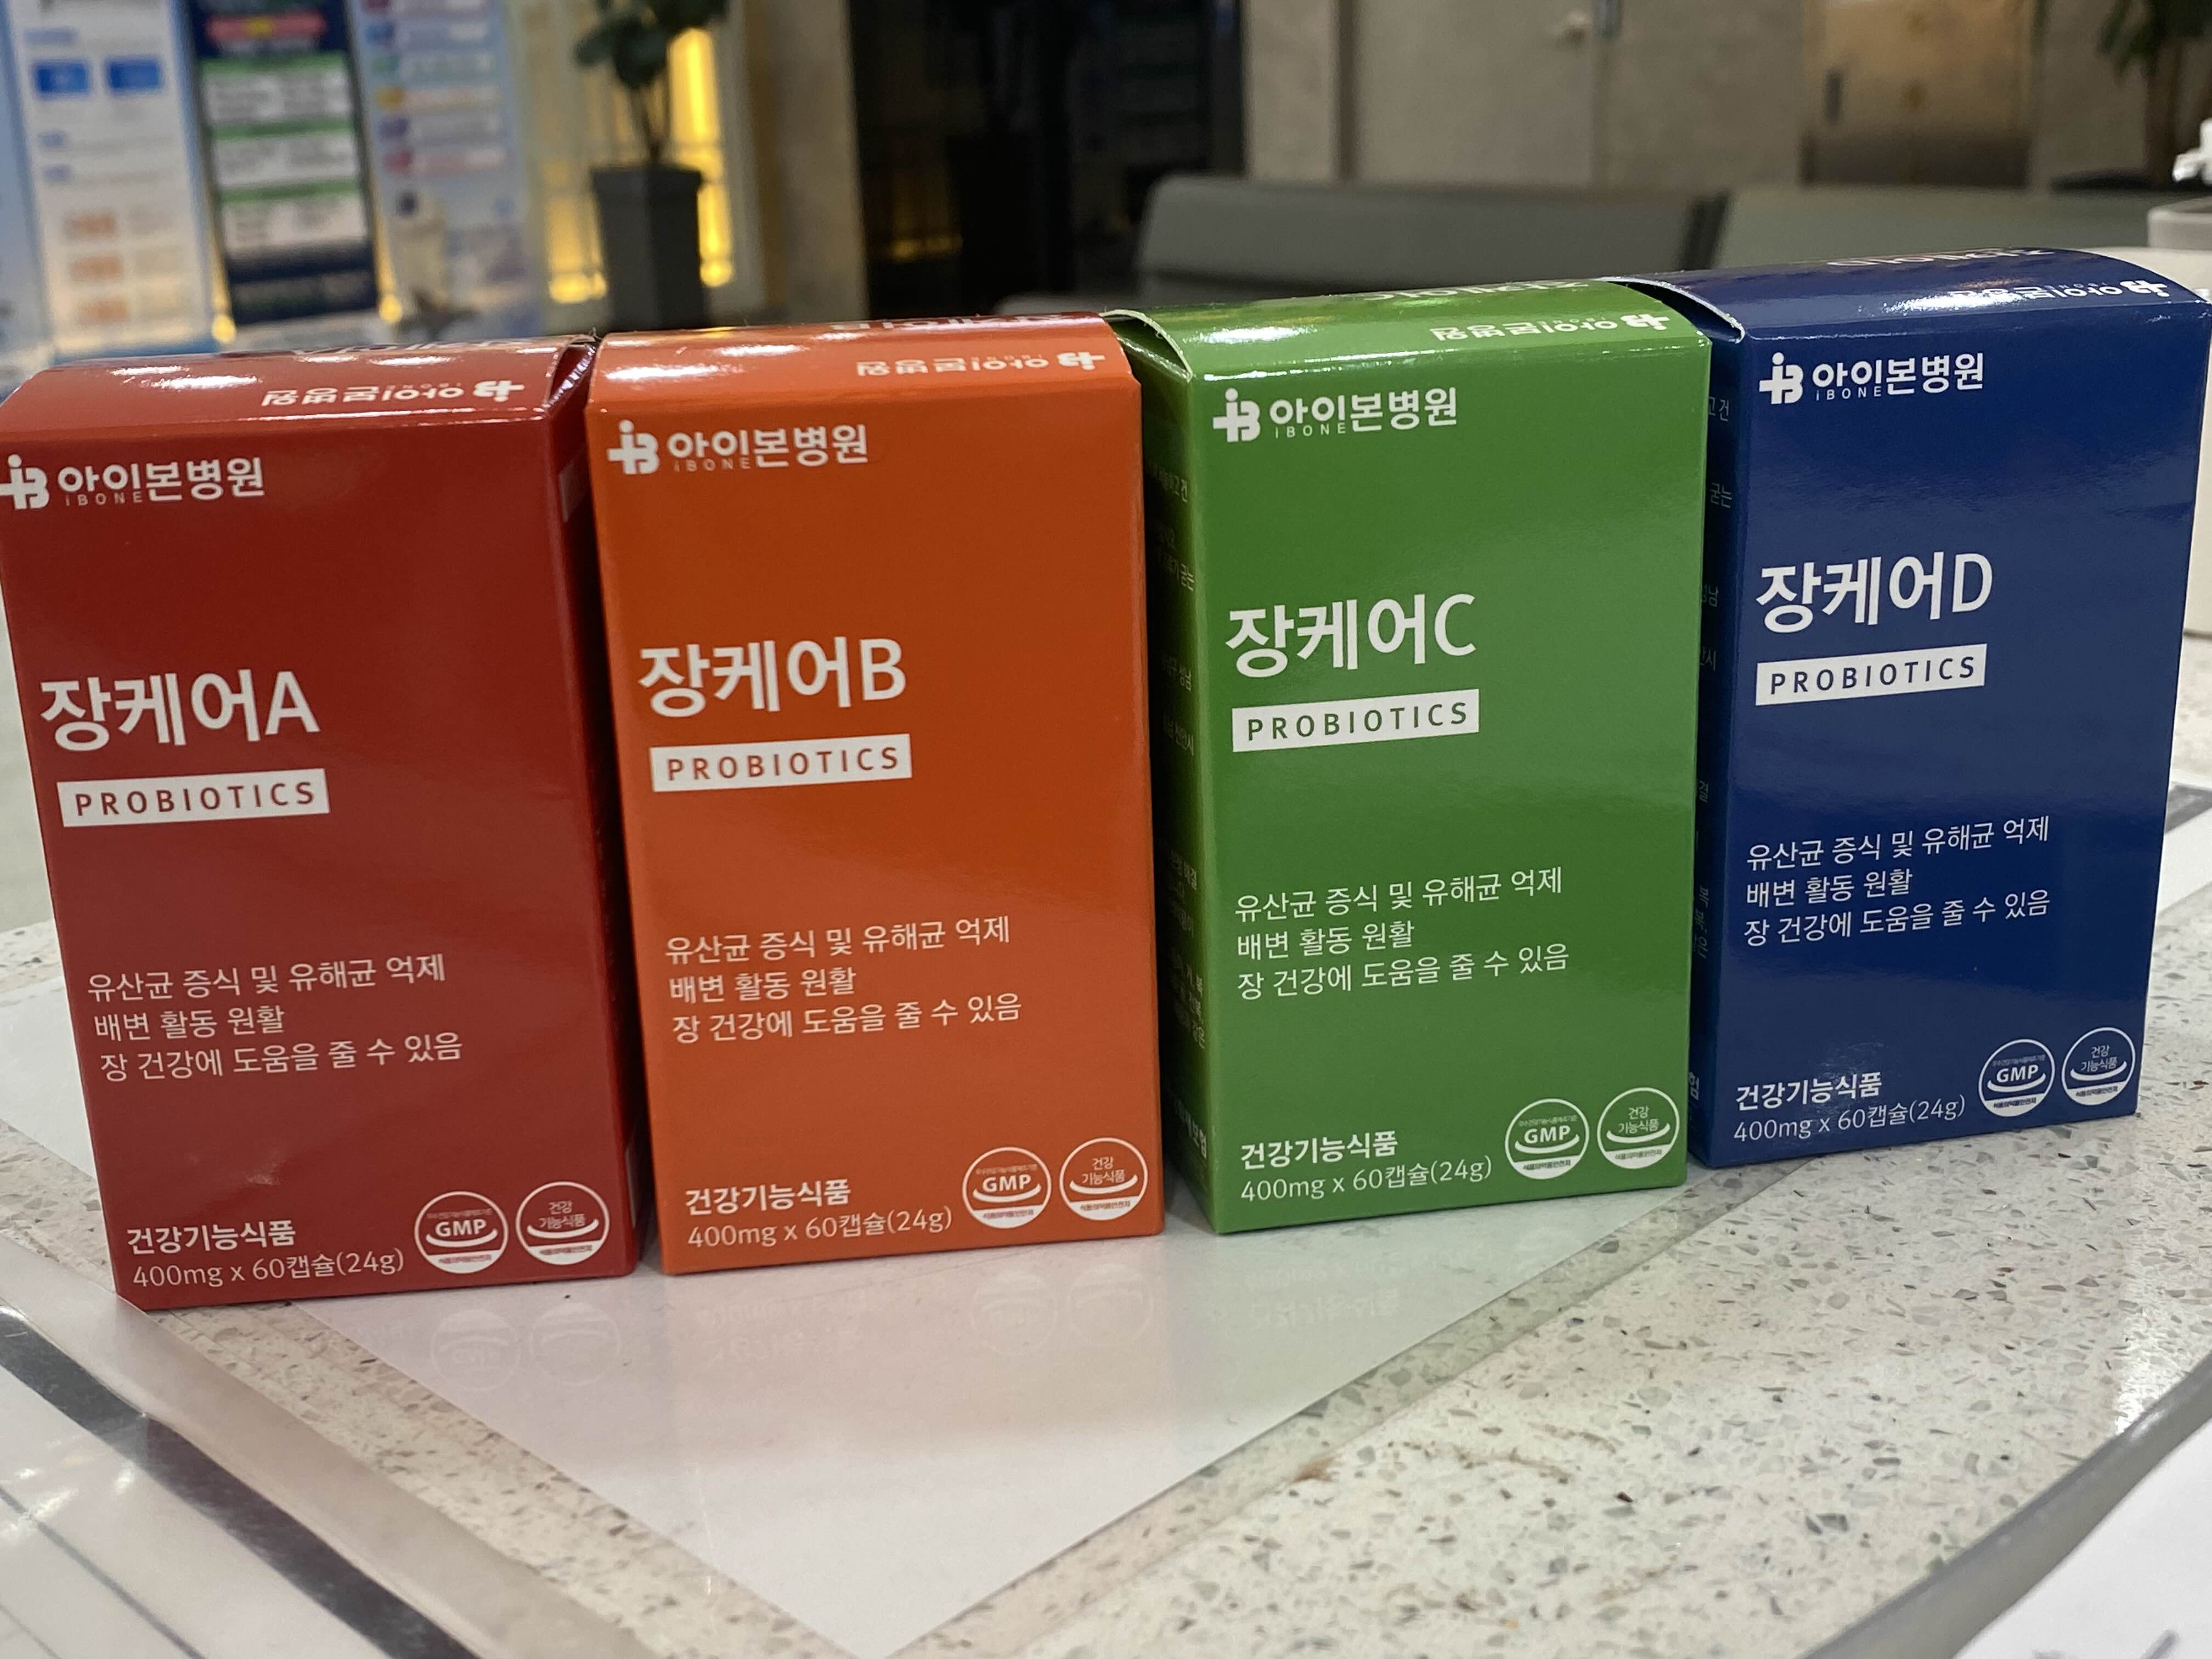 아이본병원
iBONE
장케어A
PROBIOTICS
유산균 증식 및 유해균 억제
배변 활동 원활
장 건강에 도움을 줄 수 있음
건강기능식품
400mg x 60캡슐(24g)
GMP
건강
기능식품
아이본병원
iBONE
장케어B
PROBIOTICS
유산균 증식 및 유해균 억제
배변 활동 원활
장 건강에 도움을 줄 수 있음
건강기능식품
400mg x 60캡슐(24g)
GMP
건강
기능식품
아이본병원
iBONE
장케어C
PROBIOTICS
유산균 증식 및 유해균 억제
배변 활동 원활
장 건강에 도움을 줄 수 있음
건강기능식품
400mg x 60캡슐(24g)
GMP
건강
기능식품
아이본병원
iBONE
장케어D
PROBIOTICS
유산균 증식 및 유해균 억제
배변 활동 원활
장 건강에 도움을 줄 수 있음
건강기능식품
400mg x 60캡슐(24g)
GMP
건강
기능식품